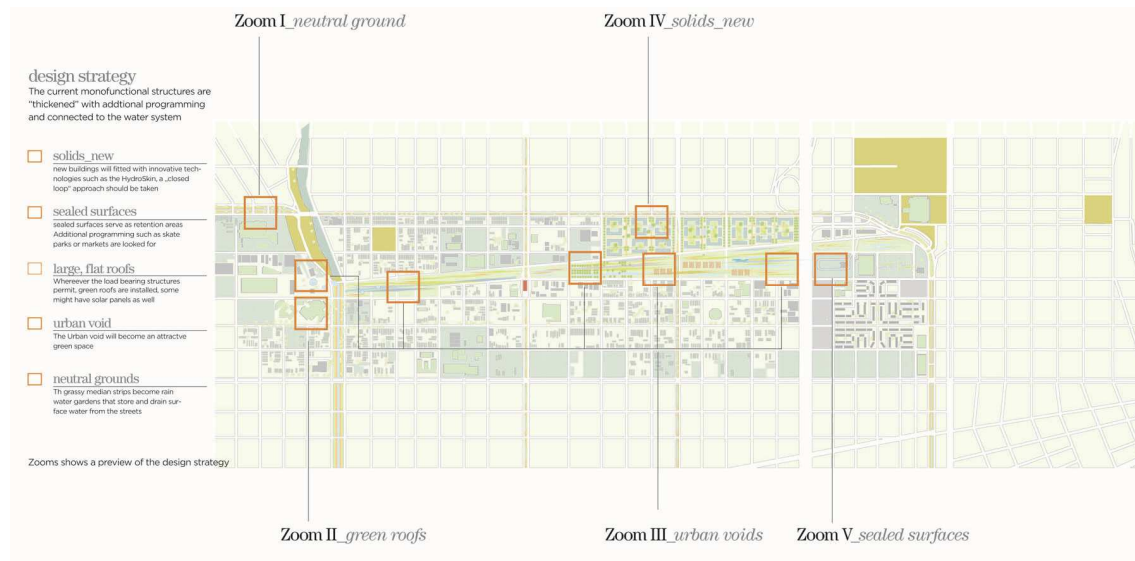 Zoom I_neutral ground
Zoom IV_solids_new
design strategy
The current monofunctional structures are
"thickened" with addtional programming
and connected to the water system
solids_new
new buildings will fitted with innovative tech-
nologies such as the HydroSkin, a „closed
loop" approach should be taken
sealed surfaces
sealed surfaces serve as retention areas
Additional programming such as skate
parks or markets are looked for
large, flat roofs
Whereever the load bearing structures
permit, green roofs are installed, some
might have solar panels as well
urban void
The Urban void will become an attractve
green space
neutral grounds
Th grassy median strips become rain
water gardens that store and drain sur-
face water from the streets
Zooms shows a preview of the design strategy
Zoom II_green roofs
Zoom III_urban voids
Zoom V_sealed surfaces